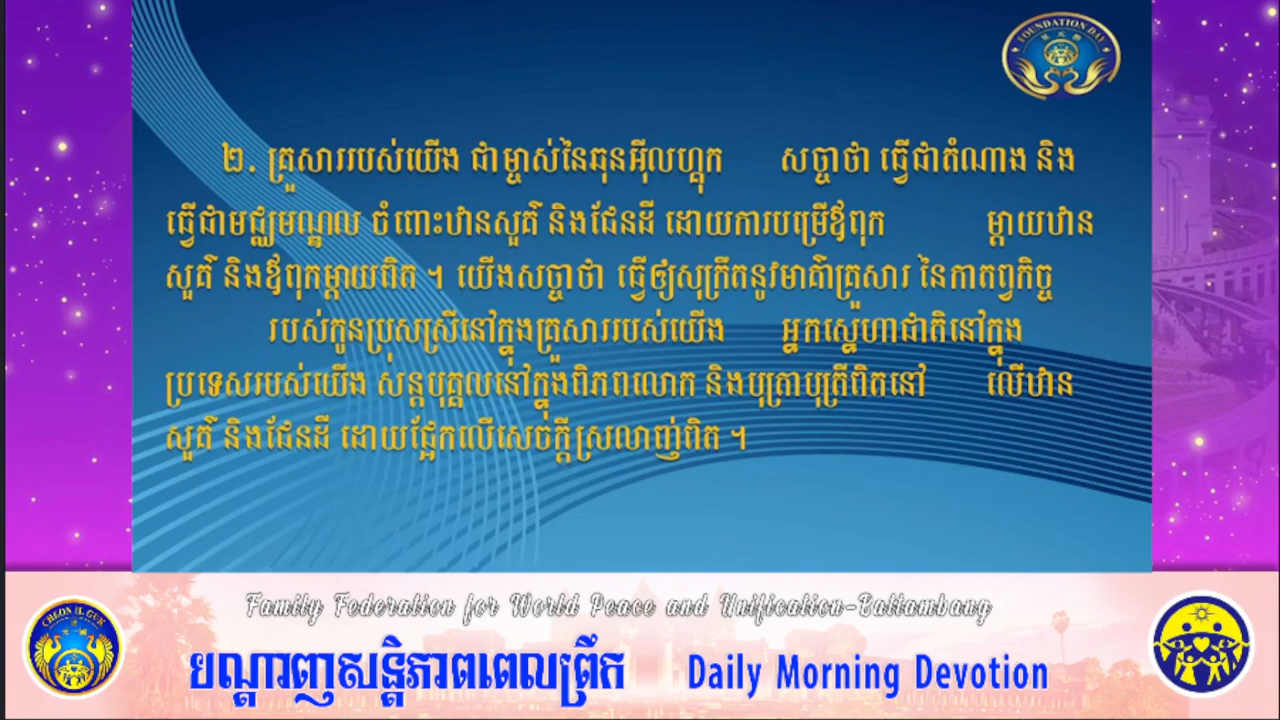 FOUNDATION DAY
២. គ្រួសាររបស់យើង ជាម្ចាស់នៃឆុនអ៊ីលហ្គុក សច្ចាថា ធ្វើជាតំណាង និង
ធ្វើជាមជ្ឈមណ្ឌល ចំពោះឋានសួគ៌ និងផែនដី ដោយការបម្រើឪពុក ម្តាយឋាន
សួគ៌ និងឪពុកម្តាយពិត ។ យើងសច្ចាថា ធ្វើឲ្យសុក្រឹតនូវមាគ៌ាគ្រួសារ នៃកាតព្វកិច្ច
របស់កូនប្រុសស្រីនៅក្នុងគ្រួសាររបស់យើង អ្នកស្នេហាជាតិនៅក្នុង
ប្រទេសរបស់យើង សន្តបុគ្គលនៅក្នុងពិភពលោក និងបុត្រាបុត្រីពិតនៅ លើឋាន
សួគ៌ និងផែនដី ដោយផ្អែកលើសេចក្តីស្រលាញ់ពិត ។
CHEON IL GUK
Family Federation for World Peace and Unification-Battambang
បណ្តាញសន្តិភាពពេលព្រឹក Daily Morning Devotion